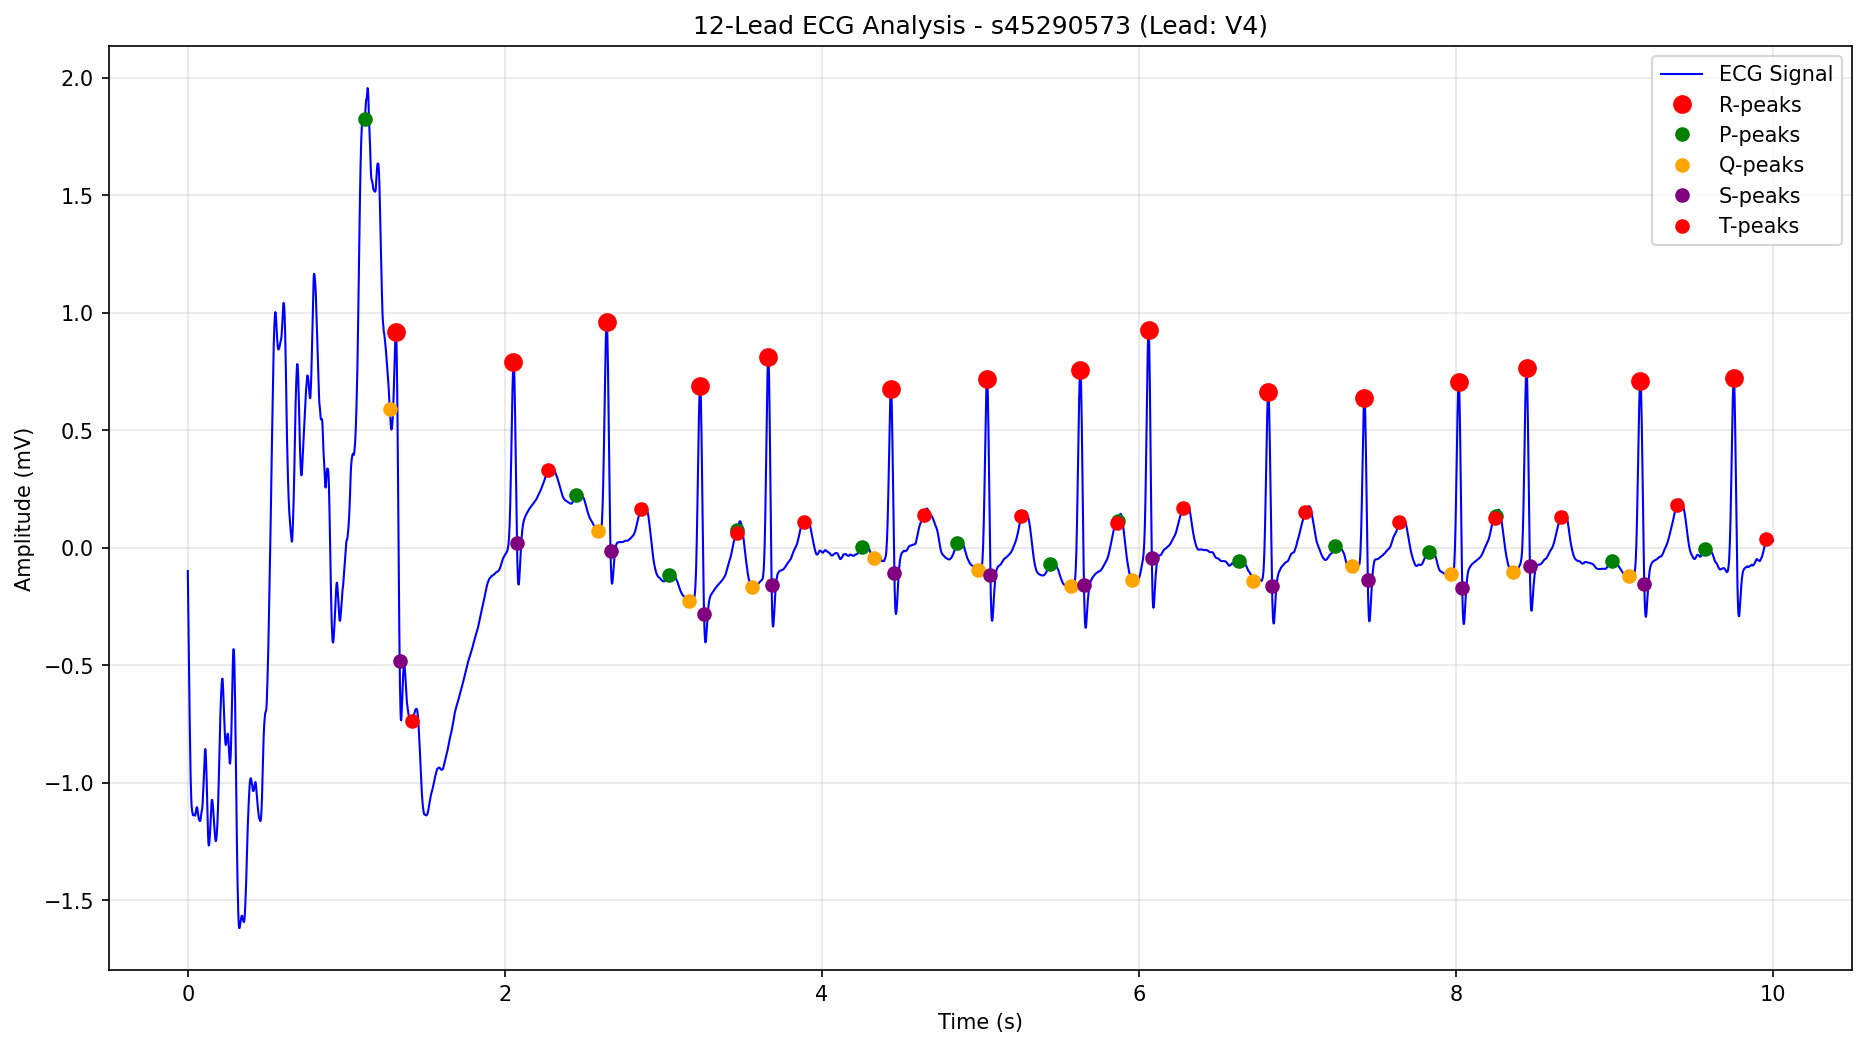 12-Lead ECG Analysis - s45290573 (Lead: V4)
ECG Signal
R-peaks
P-peaks
Q-peaks
S-peaks
T-peaks
2.0
1.5
1.0
0.5
0.0
−0.5
−1.0
−1.5
Amplitude (mV)
0 2 4 6 8 10
Time (s)